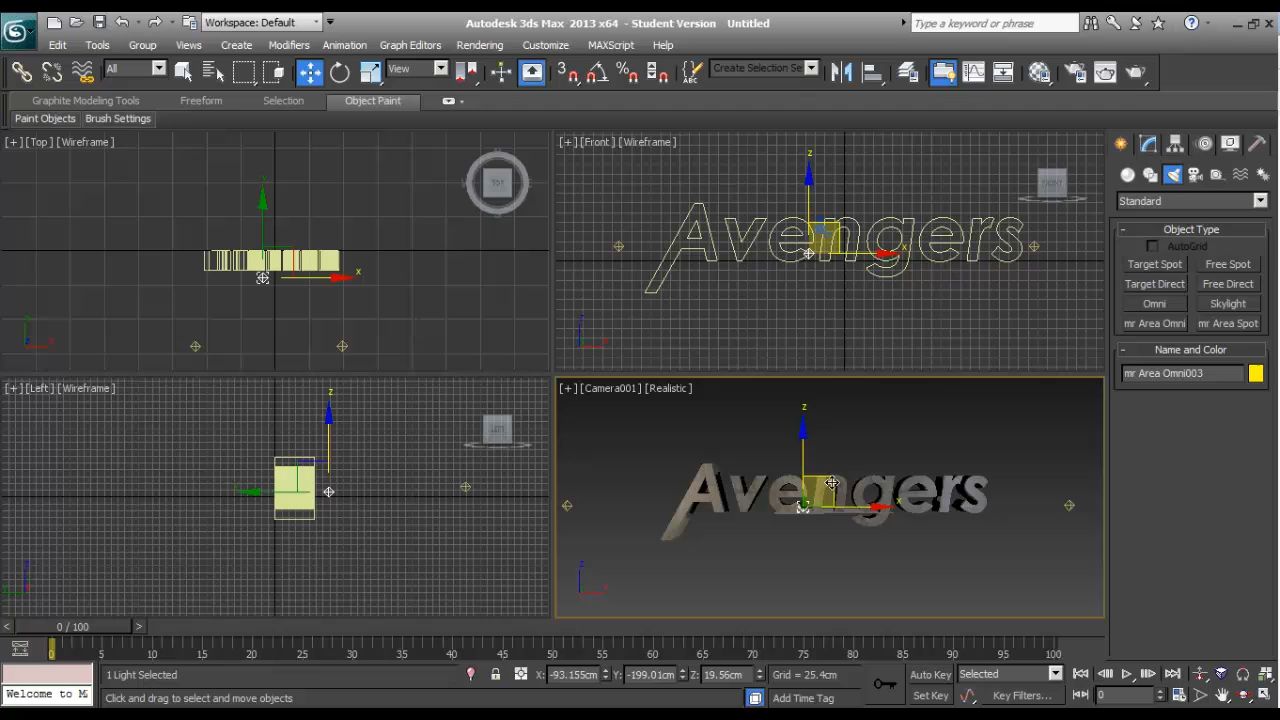 Workspace: Default
Autodesk 3ds Max 2013 x64 - Student Version Untitled
Type a keyword or phrase
Edit Tools Group Views Create Modifiers Animation Graph Editors Rendering Customize MAXScript Help
All
View
ABC
Create Selection Se
Graphite Modeling Tools Freeform Selection Object Paint
Paint Objects Brush Settings
[+] [Top] [Wireframe]
[+] [Front] [Wireframe]
TOP
FRONT
Standard
Object Type
AutoGrid
Target Spot Free Spot
Target Direct Free Direct
Omni Skylight
mr Area Omni mr Area Spot
Name and Color
mr Area Omni003
Avengers
x
z
x
[+] [Left] [Wireframe]
[+] [Camera001] [Realistic]
LEFT
z
z
x
Avengers
0 / 100
0 5 10 15 20 25 30 35 40 45 50 55 60 65 70 75 80 85 90 95 100
1 Light Selected
X: -93.155cm Y: -199.01cm Z: 19.56cm Grid = 25.4cm
Auto Key Selected
Welcome to M
Click and drag to select and move objects
Add Time Tag
Set Key Key Filters...
0